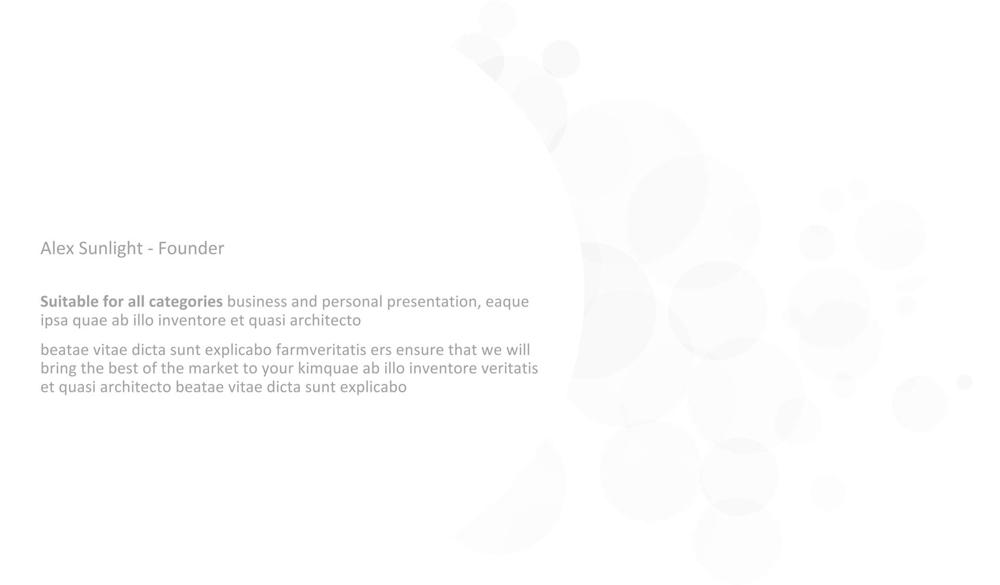 Alex Sunlight - Founder
Suitable for all categories business and personal presentation, eaque
ipsa quae ab illo inventore et quasi architecto
beatae vitae dicta sunt explicabo farmveritatis ers ensure that we will
bring the best of the market to your kimquae ab illo inventore veritatis
et quasi architecto beatae vitae dicta sunt explicabo